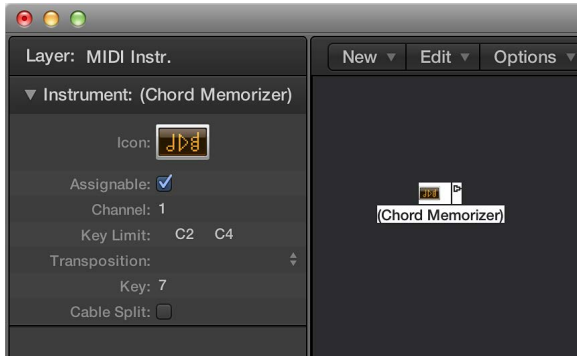 Layer: MIDI Instr.
New Edit Options
Instrument: (Chord Memorizer)
Icon:
Assignable:
Channel: 1
Key Limit: C2 C4
Transposition:
Key: 7
Cable Split:
(Chord Memorizer)